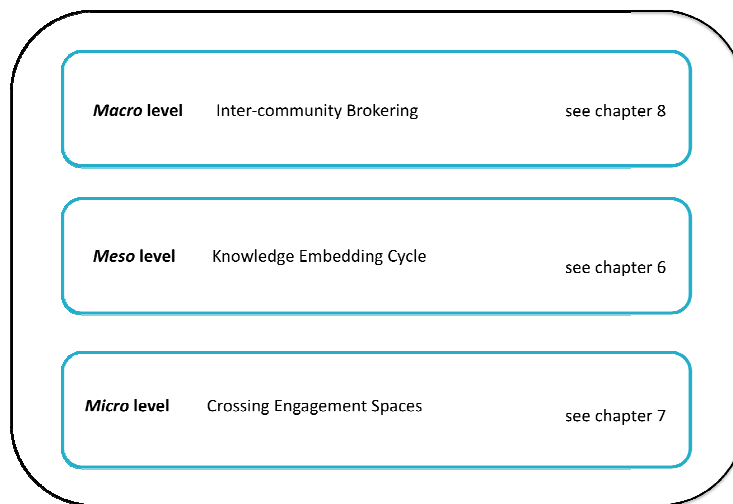 Macro level Inter-community Brokering see chapter 8
Meso level Knowledge Embedding Cycle see chapter 6
Micro level Crossing Engagement Spaces see chapter 7